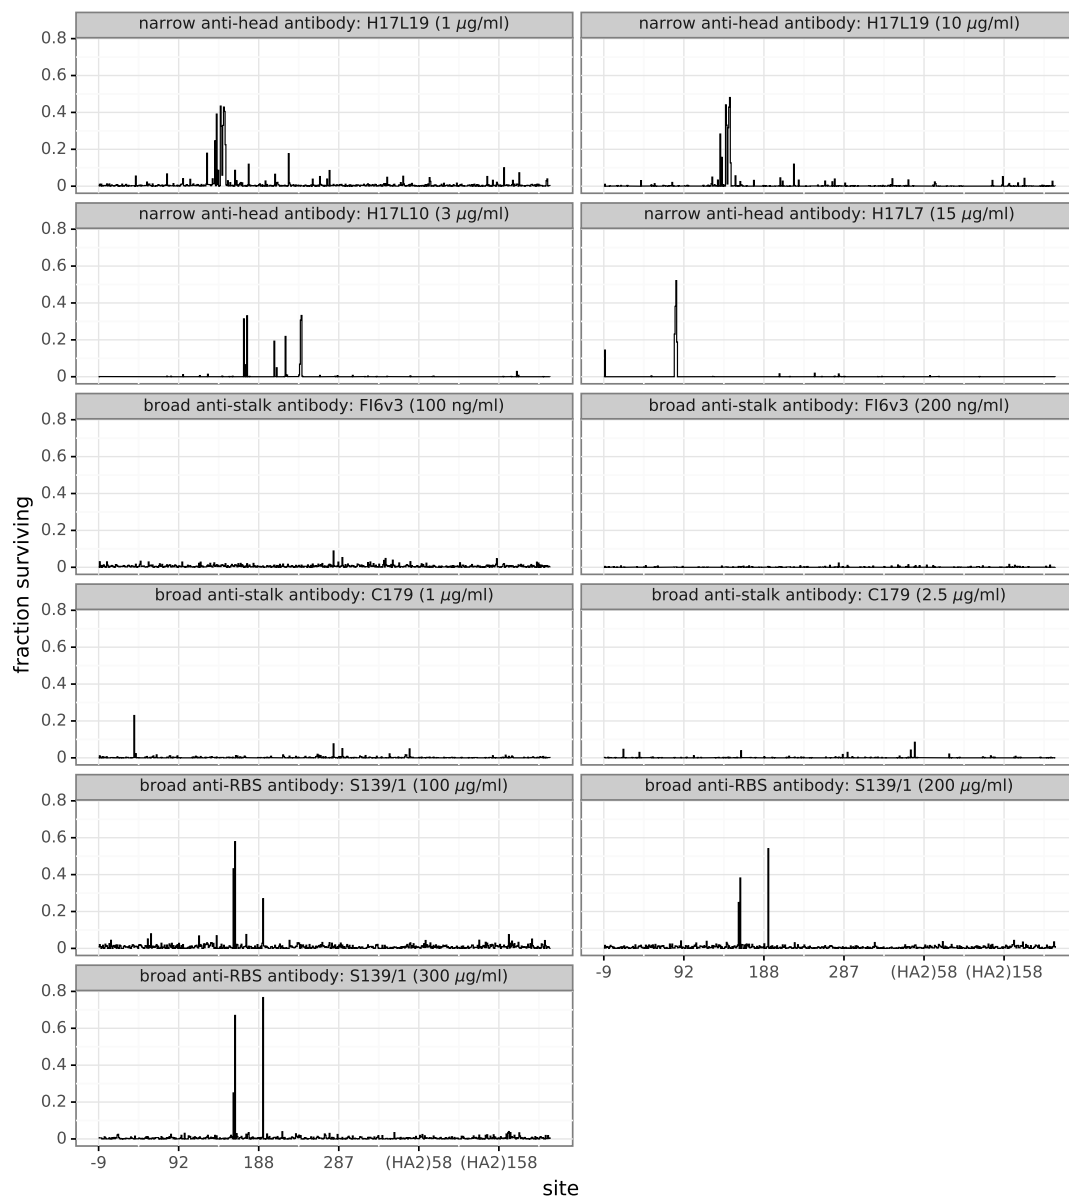 narrow anti-head antibody: H17L19 (1 μg/ml)
narrow anti-head antibody: H17L19 (10 μg/ml)
0.8
0.6
0.4
0.2
0
narrow anti-head antibody: H17L10 (3 μg/ml)
narrow anti-head antibody: H17L7 (15 μg/ml)
0.8
0.6
0.4
0.2
0
broad anti-stalk antibody: FI6v3 (100 ng/ml)
broad anti-stalk antibody: FI6v3 (200 ng/ml)
0.8
0.6
0.4
0.2
0
fraction surviving
broad anti-stalk antibody: C179 (1 μg/ml)
broad anti-stalk antibody: C179 (2.5 μg/ml)
0.8
0.6
0.4
0.2
0
broad anti-RBS antibody: S139/1 (100 μg/ml)
broad anti-RBS antibody: S139/1 (200 μg/ml)
0.8
0.6
0.4
0.2
0
-9 92 188 287 (HA2)58 (HA2)158
broad anti-RBS antibody: S139/1 (300 μg/ml)
0.8
0.6
0.4
0.2
0
-9 92 188 287 (HA2)58 (HA2)158
site